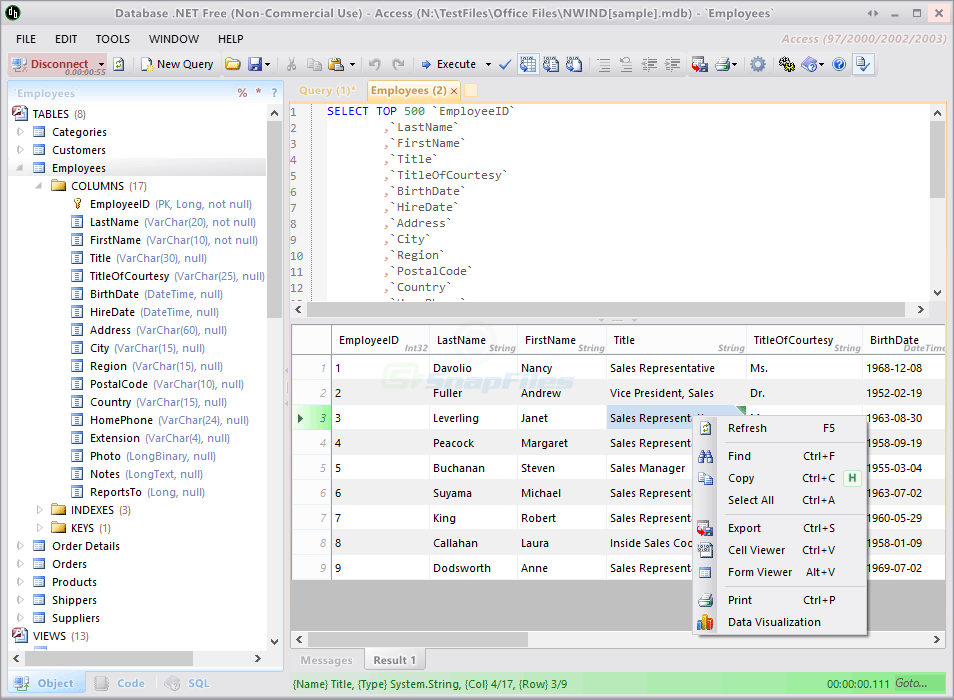 Database .NET Free (Non-Commercial Use) - Access (N:\TestFiles\Office Files\NWIND[sample].mdb) - `Employees`
FILE EDIT TOOLS WINDOW HELP
Access (97/2000/2002/2003)
Disconnect 0.00:00:55 New Query Execute
`Employees` % * ?
TABLES (8)
Categories
Customers
Employees
COLUMNS (17)
EmployeeID (PK, Long, not null)
LastName (VarChar(20), not null)
FirstName (VarChar(10), not null)
Title (VarChar(30), null)
TitleOfCourtesy (VarChar(25), null)
BirthDate (DateTime, null)
HireDate (DateTime, null)
Address (VarChar(60), null)
City (VarChar(15), null)
Region (VarChar(15), null)
PostalCode (VarChar(10), null)
Country (VarChar(15), null)
HomePhone (VarChar(24), null)
Extension (VarChar(4), null)
Photo (LongBinary, null)
Notes (LongText, null)
ReportsTo (Long, null)
INDEXES (3)
KEYS (1)
Order Details
Orders
Products
Shippers
Suppliers
VIEWS (13)
Object Code SQL
Query (1)* Employees (2) x
1 SELECT TOP 500 `EmployeeID`
2 ,`LastName`
3 ,`FirstName`
4 ,`Title`
5 ,`TitleOfCourtesy`
6 ,`BirthDate`
7 ,`HireDate`
8 ,`Address`
9 ,`City`
10 ,`Region`
11 ,`PostalCode`
12 ,`Country`
EmployeeID Int32 LastName String FirstName String Title String TitleOfCourtesy String BirthDate DateTime
1 1 Davolio Nancy Sales Representative Ms. 1968-12-08
2 2 Fuller Andrew Vice President, Sales Dr. 1952-02-19
3 3 Leverling Janet Sales Represent 1963-08-30
4 4 Peacock Margaret Sales Represent 1958-09-19
5 5 Buchanan Steven Sales Manager 1955-03-04
6 6 Suyama Michael Sales Represent 1963-07-02
7 7 King Robert Sales Represent 1960-05-29
8 8 Callahan Laura Inside Sales Coo 1958-01-09
9 9 Dodsworth Anne Sales Represent 1969-07-02
SnapFiles
Refresh F5
Find Ctrl+F
Copy Ctrl+C H
Select All Ctrl+A
Export Ctrl+S
Cell Viewer Ctrl+V
Form Viewer Alt+V
Print Ctrl+P
Data Visualization
Messages Result 1
{Name} Title, {Type} System.String, {Col} 4/17, {Row} 3/9
00:00:00.111 Goto...